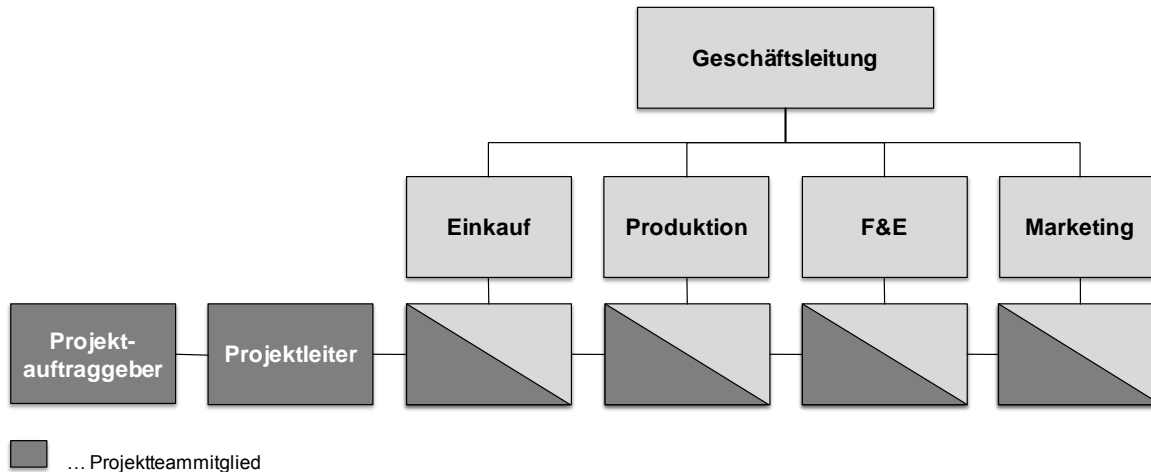 Geschäftsleitung
Einkauf
Produktion
F&E
Marketing
Projekt-
auftraggeber
Projektleiter
... Projektteammitglied